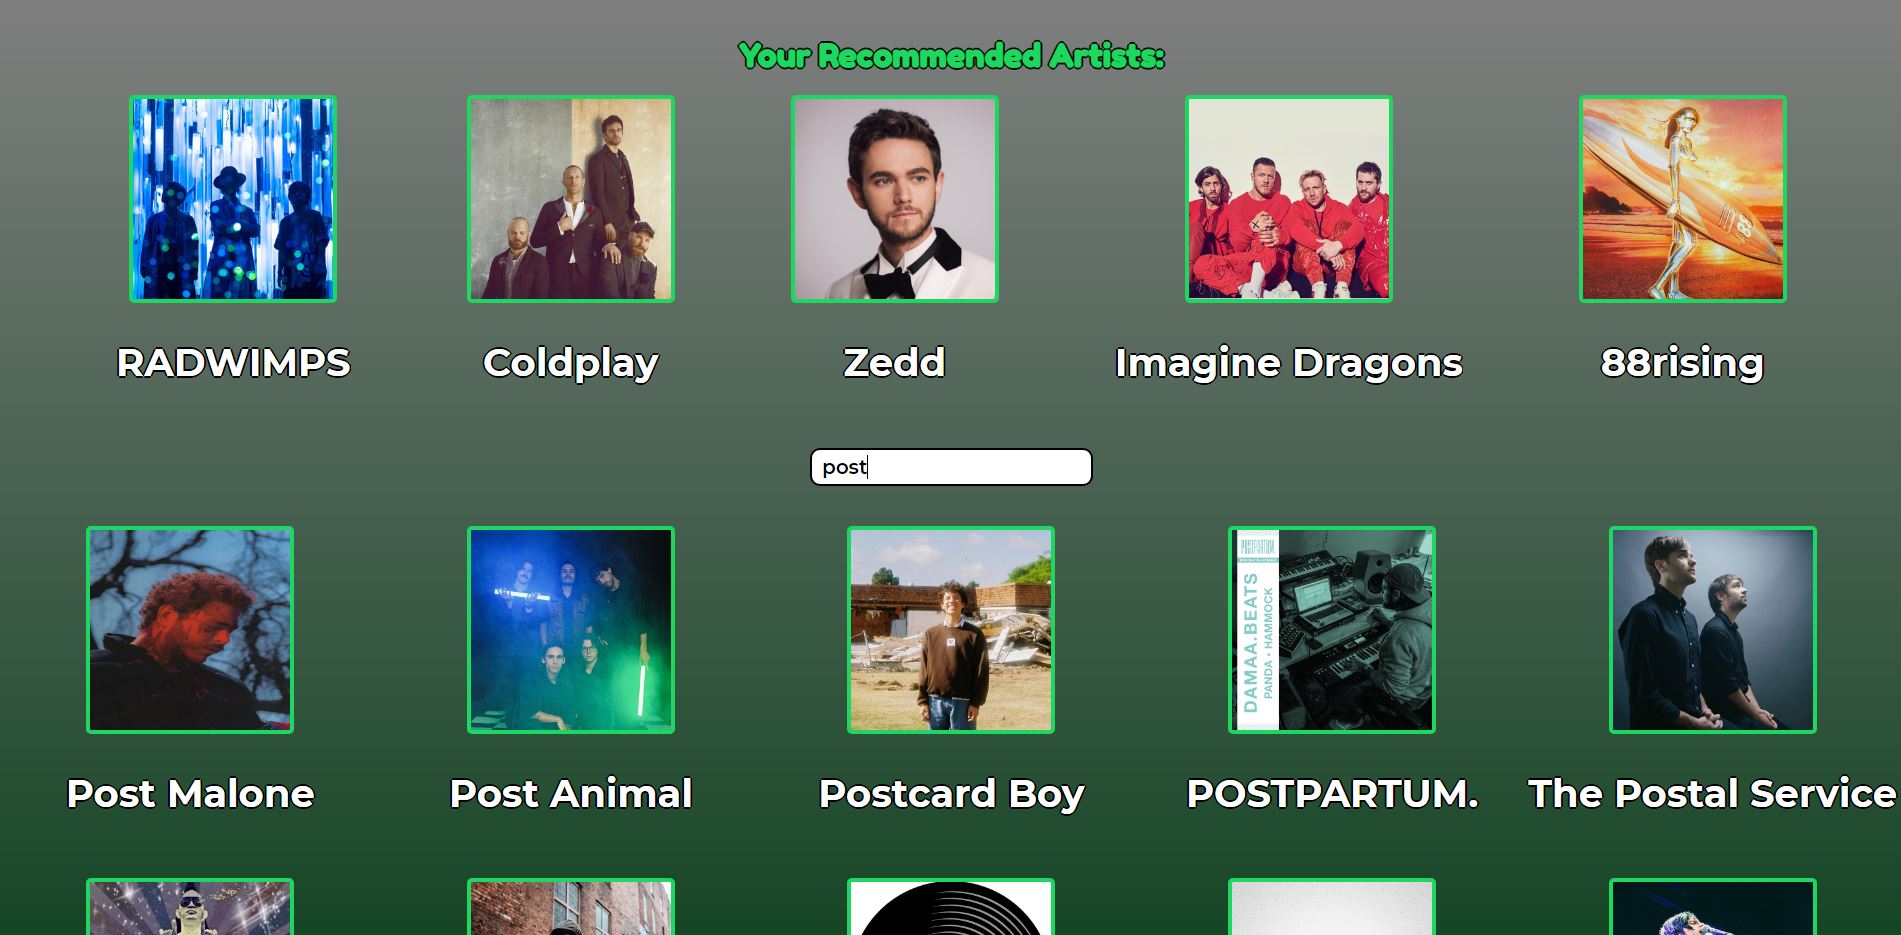 Your Recommended Artists:
RADWIMPS
Coldplay
Zedd
Imagine Dragons
88rising
post
POSTPARTUM.
DAMAA.BEATS
PANDA • HAMMOCK
Post Malone
Post Animal
Postcard Boy
POSTPARTUM.
The Postal Service